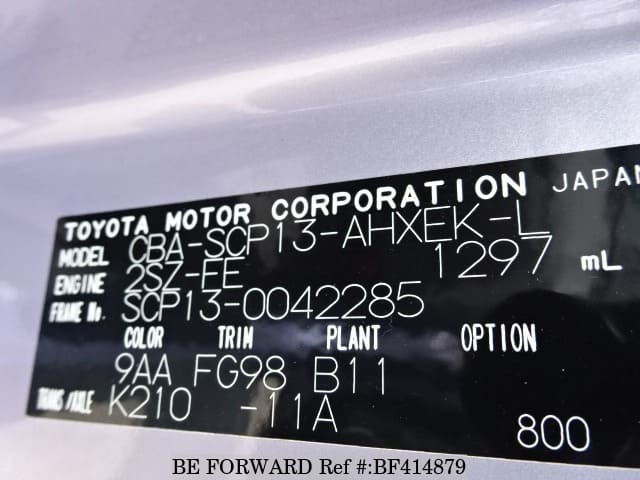 TOYOTA MOTOR CORPORATION JAPAN
MODEL CBA-SCP13-AHXEK-L
ENGINE 2SZ-FE 1297 mL
FRAME No. SCP13-0042285
COLOR TRIM PLANT OPTION
9AA FG98 B11
TRANS/AXLE K210 -11A
800
BE FORWARD Ref #:BF414879